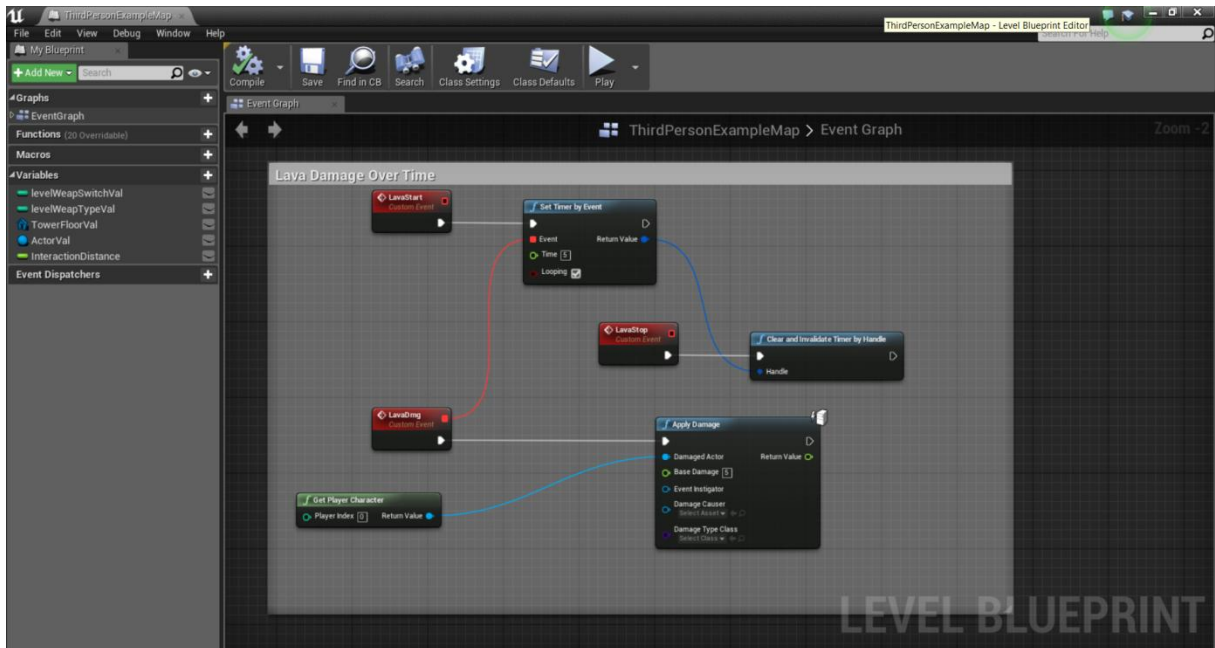 ThirdPersonExampleMap
ThirdPersonExampleMap - Level Blueprint Editor
File Edit View Debug Window Help
Search For Help
My Blueprint
+ Add New Search
Compile Save Find in CB Search Class Settings Class Defaults Play
Graphs
EventGraph
Functions (20 Overridable)
Macros
Variables
levelWeapSwitchVal
levelWeapTypeVal
TowerFloorVal
ActorVal
InteractionDistance
Event Dispatchers
Event Graph
ThirdPersonExampleMap > Event Graph
Zoom -2
Lava Damage Over Time
LavaStart
Custom Event
Set Timer by Event
Event Return Value
Time 5
Looping
LavaStop
Custom Event
Clear and Invalidate Timer by Handle
Handle
LavaDmg
Custom Event
Apply Damage
Damaged Actor Return Value
Base Damage 5
Event Instigator
Damage Causer
Select Asset
Damage Type Class
Select Class
Get Player Character
Player Index 0 Return Value
LEVEL BLUEPRINT